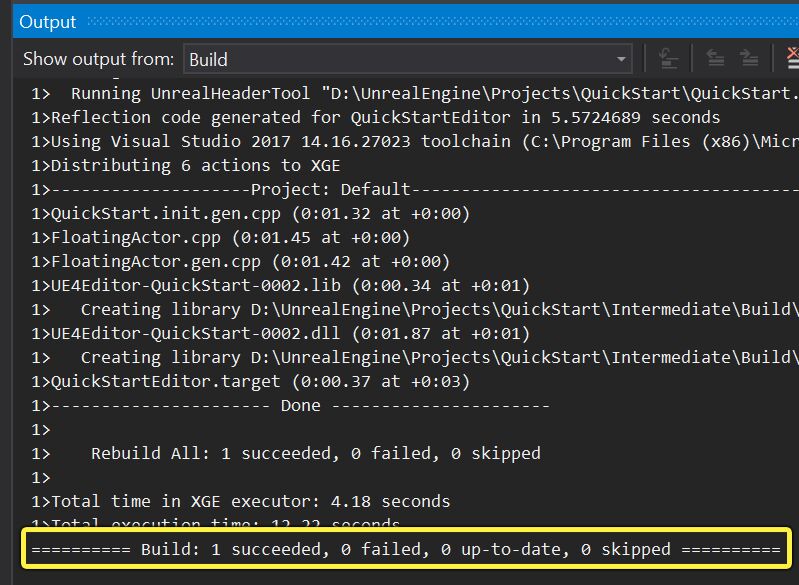 Output
Show output from: Build
1>  Running UnrealHeaderTool "D:\UnrealEngine\Projects\QuickStart\QuickStart.
1>Reflection code generated for QuickStartEditor in 5.5724689 seconds
1>Using Visual Studio 2017 14.16.27023 toolchain (C:\Program Files (x86)\Micr
1>Distributing 6 actions to XGE
1>--------------------Project: Default---------------------------------------
1>QuickStart.init.gen.cpp (0:01.32 at +0:00)
1>FloatingActor.cpp (0:01.45 at +0:00)
1>FloatingActor.gen.cpp (0:01.42 at +0:00)
1>UE4Editor-QuickStart-0002.lib (0:00.34 at +0:01)
1>   Creating library D:\UnrealEngine\Projects\QuickStart\Intermediate\Build\
1>UE4Editor-QuickStart-0002.dll (0:01.87 at +0:01)
1>   Creating library D:\UnrealEngine\Projects\QuickStart\Intermediate\Build\
1>QuickStartEditor.target (0:00.37 at +0:03)
1>---------------------- Done ----------------------
1>
1>    Rebuild All: 1 succeeded, 0 failed, 0 skipped
1>
1>Total time in XGE executor: 4.18 seconds
1>Total execution time: 12.22 seconds
========== Build: 1 succeeded, 0 failed, 0 up-to-date, 0 skipped ==========